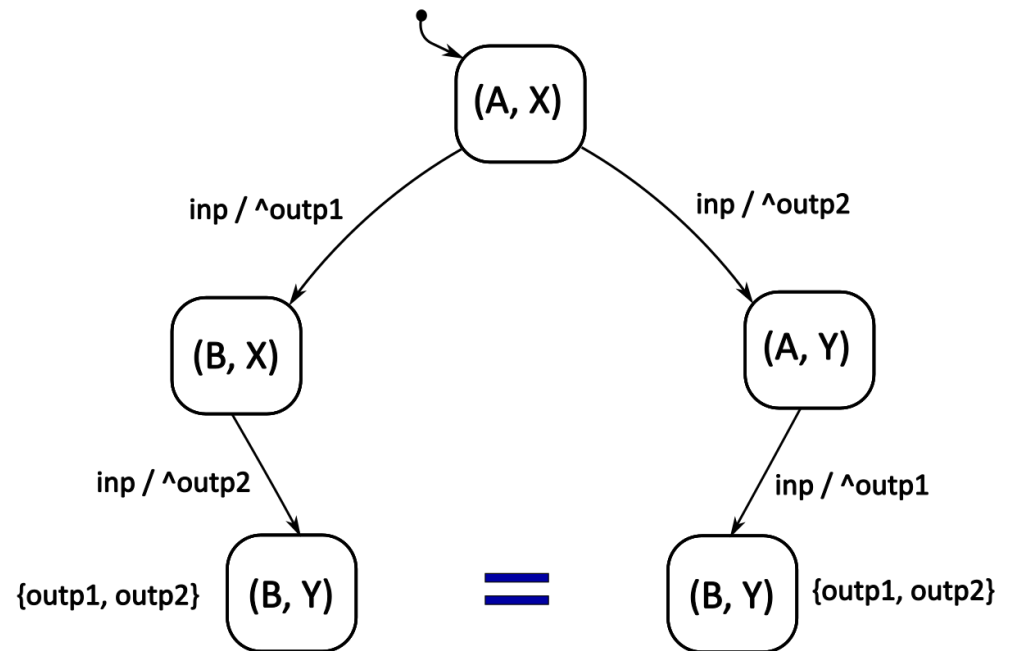 (A, X)
inp / ^outp1
inp / ^outp2
(B, X)
(A, Y)
inp / ^outp2
inp / ^outp1
{outp1, outp2}
(B, Y)
=
(B, Y)
{outp1, outp2}